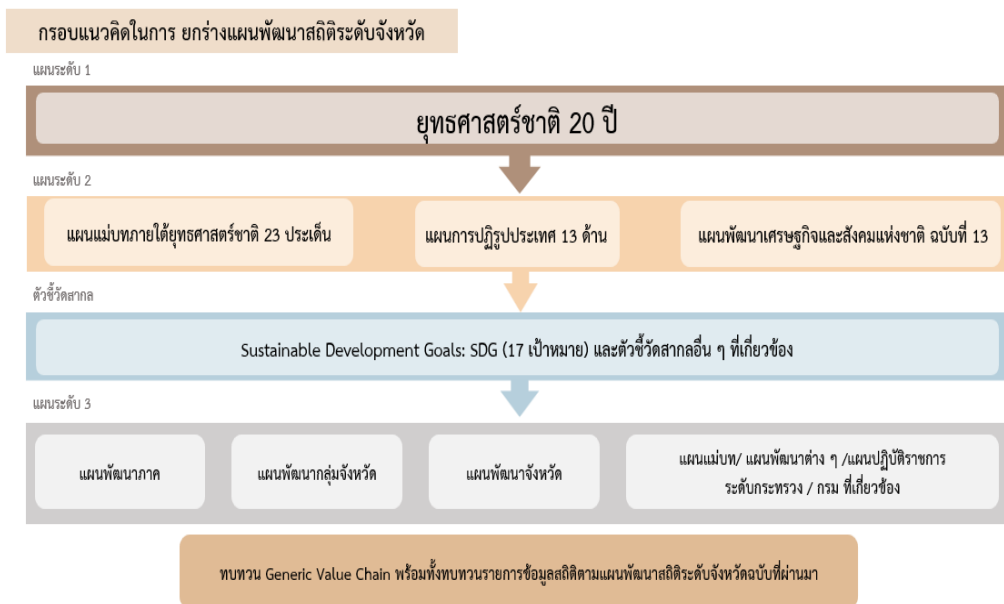 กรอบแนวคิดในการ ยกร่างแผนพัฒนาสถิติระดับจังหวัด
แผนระดับ 1
ยุทธศาสตร์ชาติ 20 ปี
แผนระดับ 2
แผนแม่บทภายใต้ยุทธศาสตร์ชาติ 23 ประเด็น
แผนการปฏิรูปประเทศ 13 ด้าน
แผนพัฒนาเศรษฐกิจและสังคมแห่งชาติ ฉบับที่ 13
ตัวชี้วัดสากล
Sustainable Development Goals: SDG (17 เป้าหมาย) และตัวชี้วัดสากลอื่น ๆ ที่เกี่ยวข้อง
แผนระดับ 3
แผนพัฒนาภาค
แผนพัฒนากลุ่มจังหวัด
แผนพัฒนาจังหวัด
แผนแม่บท/ แผนพัฒนาต่าง ๆ /แผนปฏิบัติราชการ
ระดับกระทรวง / กรม ที่เกี่ยวข้อง
ทบทวน Generic Value Chain พร้อมทั้งทบทวนรายการข้อมูลสถิติตามแผนพัฒนาสถิติระดับจังหวัดฉบับที่ผ่านมา